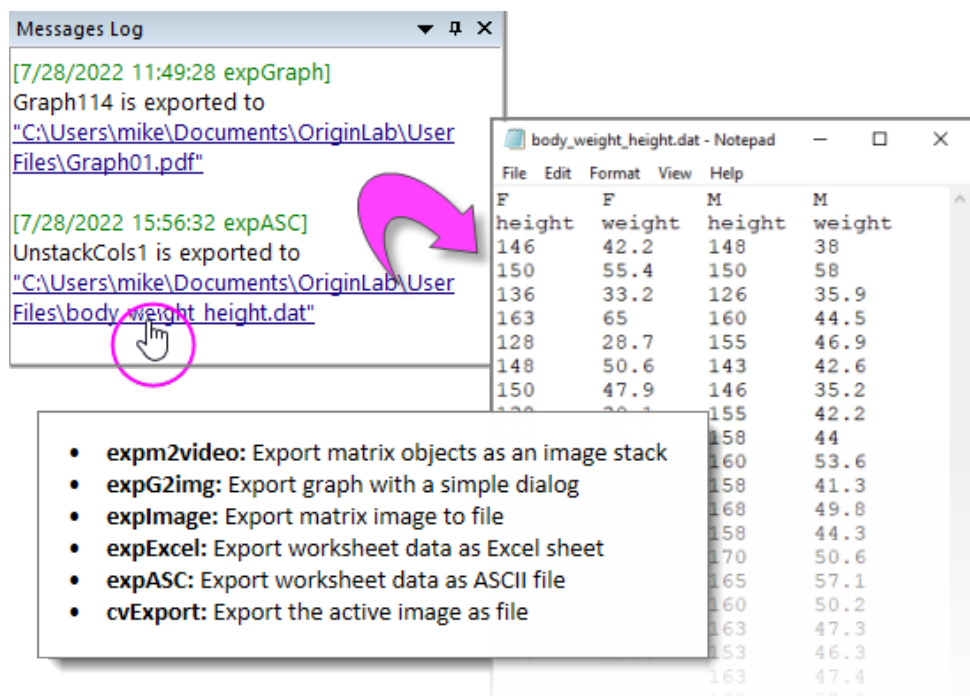 Messages Log
[7/28/2022 11:49:28 expGraph]
Graph114 is exported to
"C:\Users\mike\Documents\OriginLab\User
Files\Graph01.pdf"
[7/28/2022 15:56:32 expASC]
UnstackCols1 is exported to
"C:\Users\mike\Documents\OriginLab\User
Files\body_weight_height.dat"
body_weight_height.dat - Notepad
File Edit Format View Help
F F M M
height weight height weight
146 42.2 148 38
150 55.4 150 58
136 33.2 126 35.9
163 65 160 44.5
128 28.7 155 46.9
148 50.6 143 42.6
150 47.9 146 35.2
155 42.2
158 44
160 53.6
158 41.3
168 49.8
158 44.3
170 50.6
165 57.1
160 50.2
163 47.3
153 46.3
163 47.4
• expm2video: Export matrix objects as an image stack
• expG2img: Export graph with a simple dialog
• expImage: Export matrix image to file
• expExcel: Export worksheet data as Excel sheet
• expASC: Export worksheet data as ASCII file
• cvExport: Export the active image as file